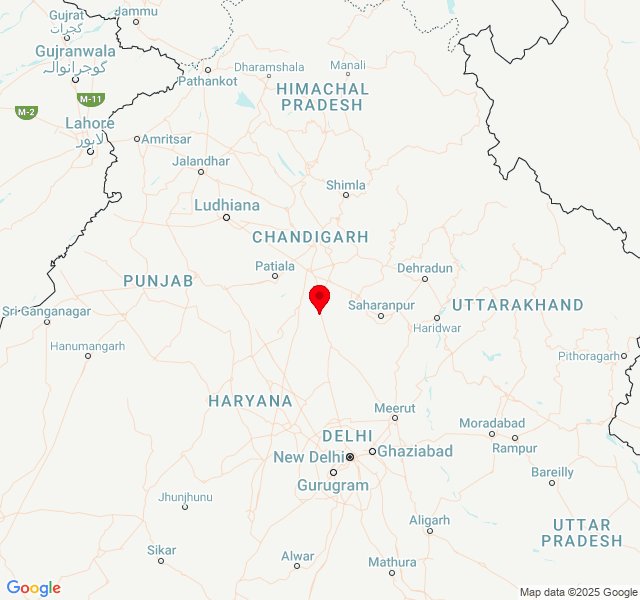 Jammu
Gujrat
گجرات
Gujranwala
گوجرانوالہ
Pathankot
Dharamshala
Manali
HIMACHAL
PRADESH
M-11
M-2
Lahore
لاہور
Amritsar
Jalandhar
Shimla
Ludhiana
CHANDIGARH
Patiala
Dehradun
PUNJAB
Saharanpur
UTTARAKHAND
Sri Ganganagar
Haridwar
Hanumangarh
Pithoragarh
HARYANA
Meerut
Moradabad
DELHI
Rampur
New Delhi
Ghaziabad
Gurugram
Bareilly
Jhunjhunu
Aligarh
UTTAR
PRADESH
Sikar
Alwar
Mathura
Google
Map data ©2025 Google